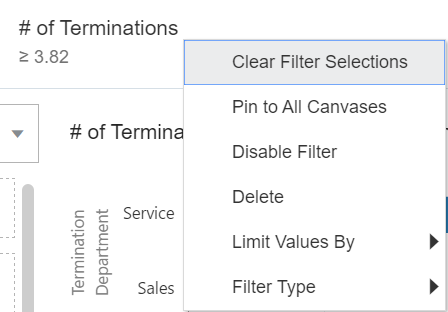 # of Terminations
≥ 3.82
Clear Filter Selections
Pin to All Canvases
Disable Filter
Delete
Limit Values By
Filter Type
# of Termina
Termination
Department
Service
Sales